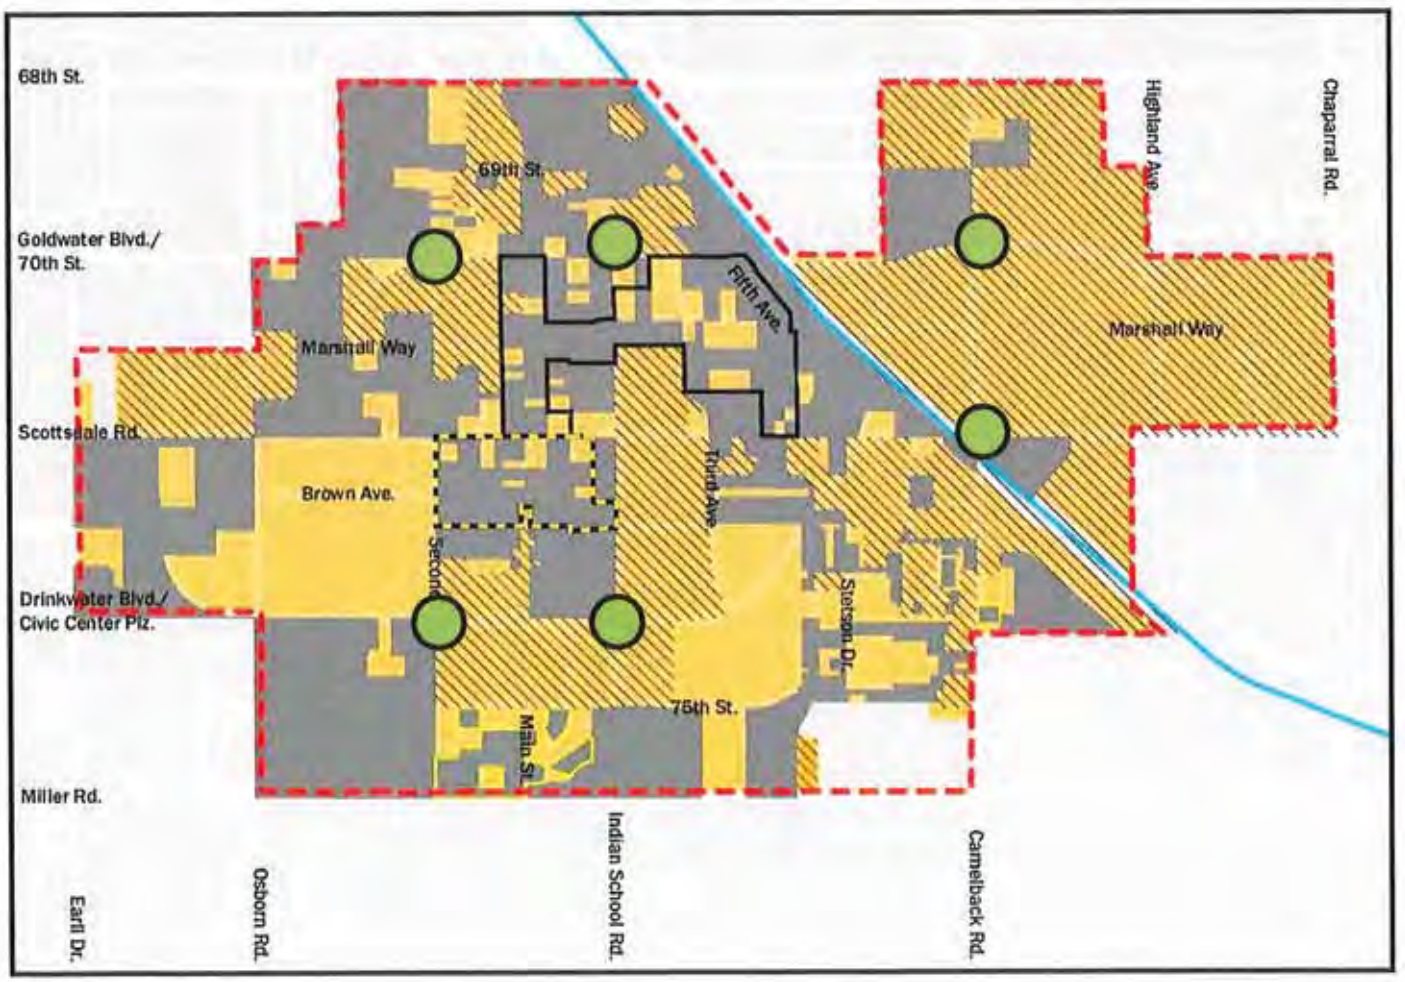 68th St.
Highland Ave
Chaparral Rd.
69th St.
Goldwater Blvd./
70th St.
Fifth Ave.
Marshall Way
Marshall Way
Scottsdale Rd.
Third Ave.
Brown Ave.
Second
Drinkwater Blvd./
Civic Center Plz.
Stetson Dr.
75th St.
Main St.
Miller Rd.
Indian School Rd.
Camelback Rd.
Osborn Rd.
Earll Dr.